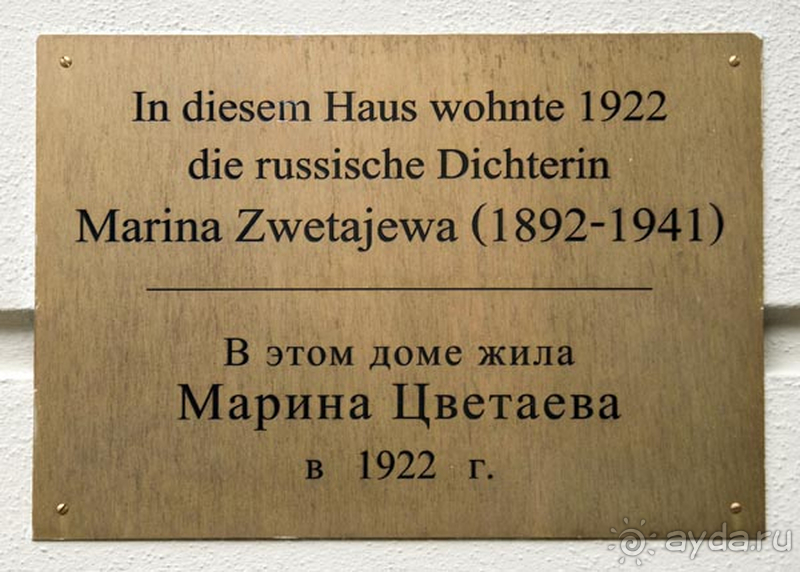 In diesem Haus wohnte 1922
die russische Dichterin
Marina Zwetajewa (1892-1941)
В этом доме жила
Марина Цветаева
в 1922 г.
ayda.ru